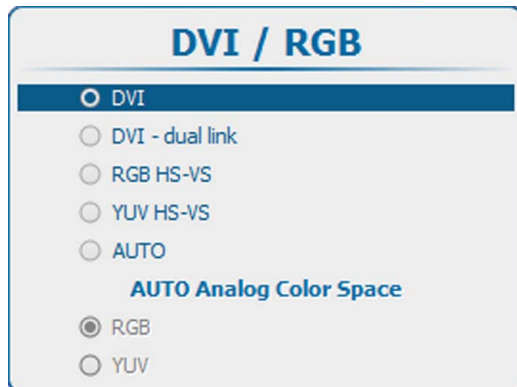 DVI / RGB
DVI
DVI - dual link
RGB HS-VS
YUV HS-VS
AUTO
AUTO Analog Color Space
RGB
YUV